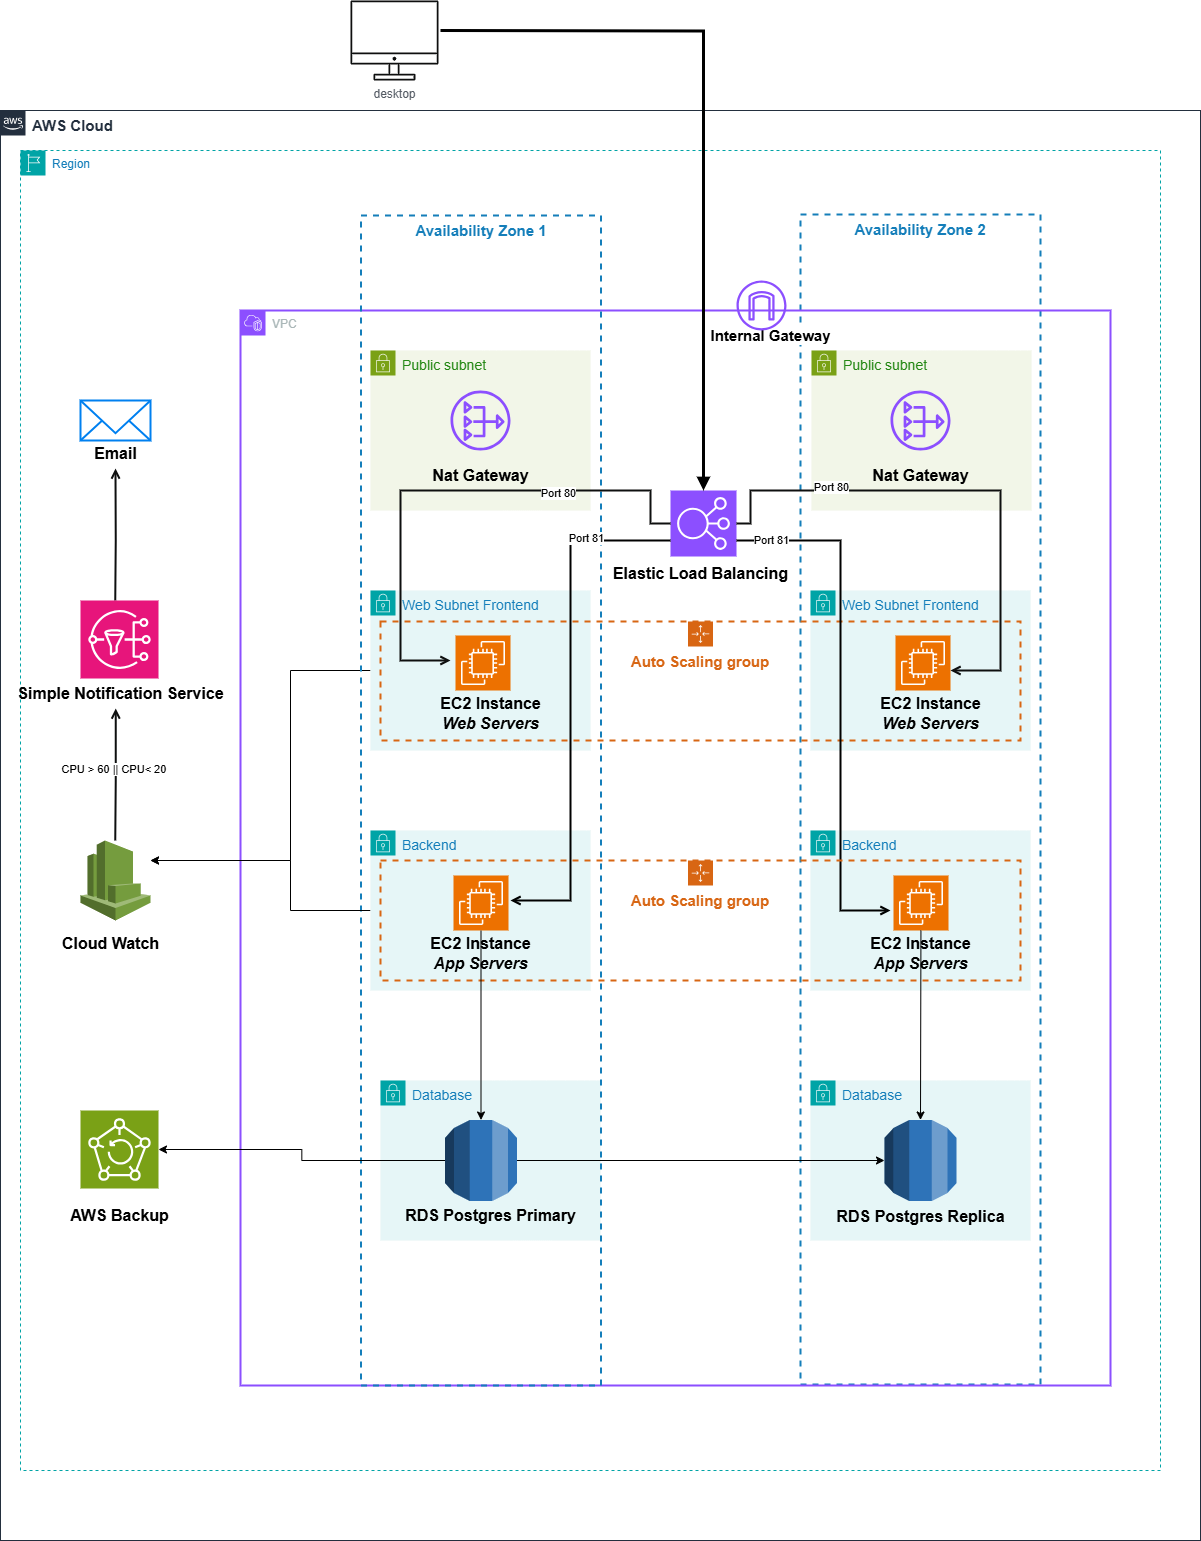 desktop
aws
AWS Cloud
Region
Availability Zone 1
Availability Zone 2
VPC
Internal Gateway
Public subnet
Public subnet
Nat Gateway
Nat Gateway
Email
Port 80
Port 80
Port 81
Port 81
Elastic Load Balancing
Web Subnet Frontend
Web Subnet Frontend
Auto Scaling group
Simple Notification Service
EC2 Instance
Web Servers
EC2 Instance
Web Servers
CPU > 60 || CPU< 20
Backend
Backend
Auto Scaling group
Cloud Watch
EC2 Instance
App Servers
EC2 Instance
App Servers
Database
Database
AWS Backup
RDS Postgres Primary
RDS Postgres Replica